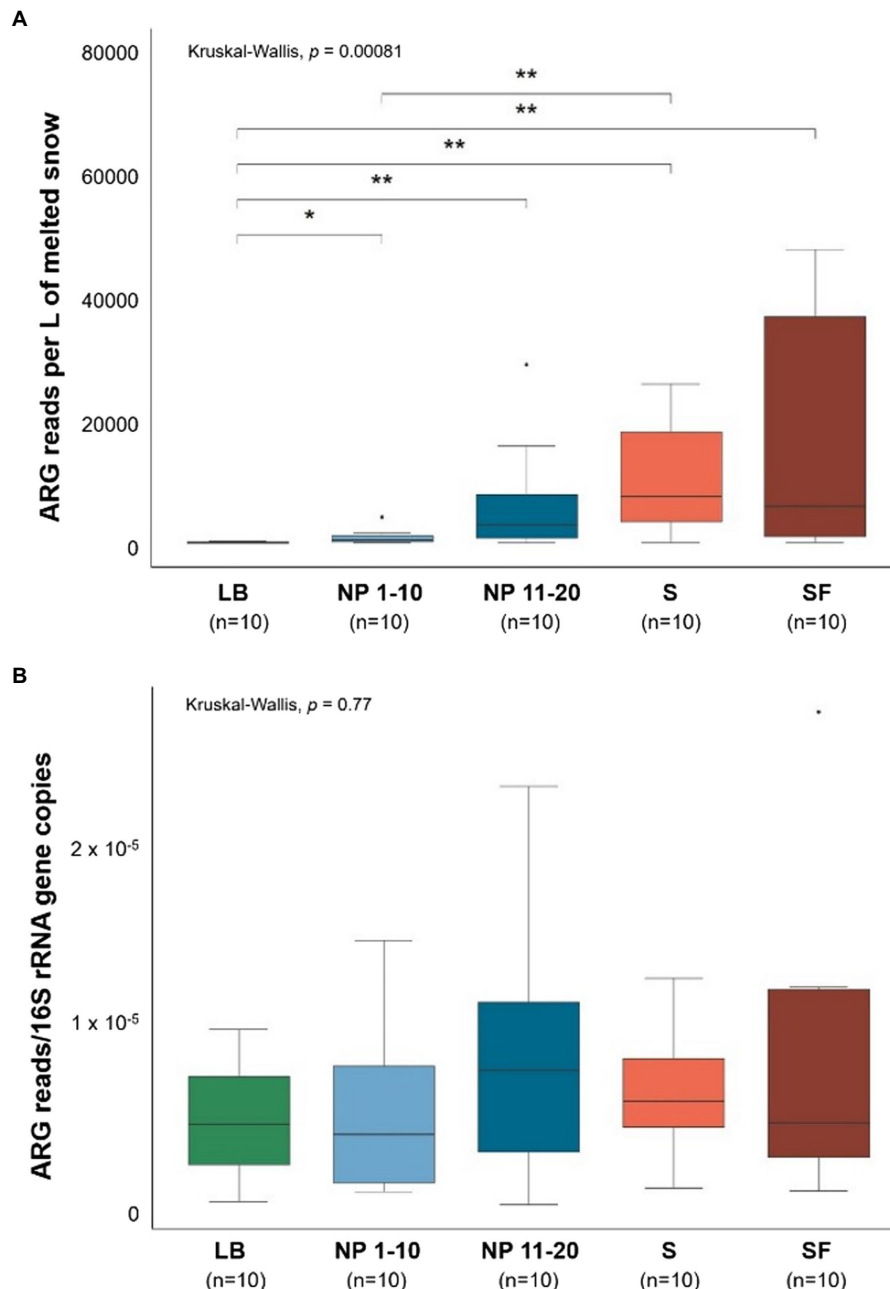 A
Kruskal-Wallis, p = 0.00081
ARG reads per L of melted snow
80000
60000
40000
20000
0
**
**
**
**
*
LB NP 1-10 NP 11-20 S SF
(n=10) (n=10) (n=10) (n=10) (n=10)
B
Kruskal-Wallis, p = 0.77
ARG reads/16S rRNA gene copies
2 x 10⁻⁵
1 x 10⁻⁵
0
LB NP 1-10 NP 11-20 S SF
(n=10) (n=10) (n=10) (n=10) (n=10)